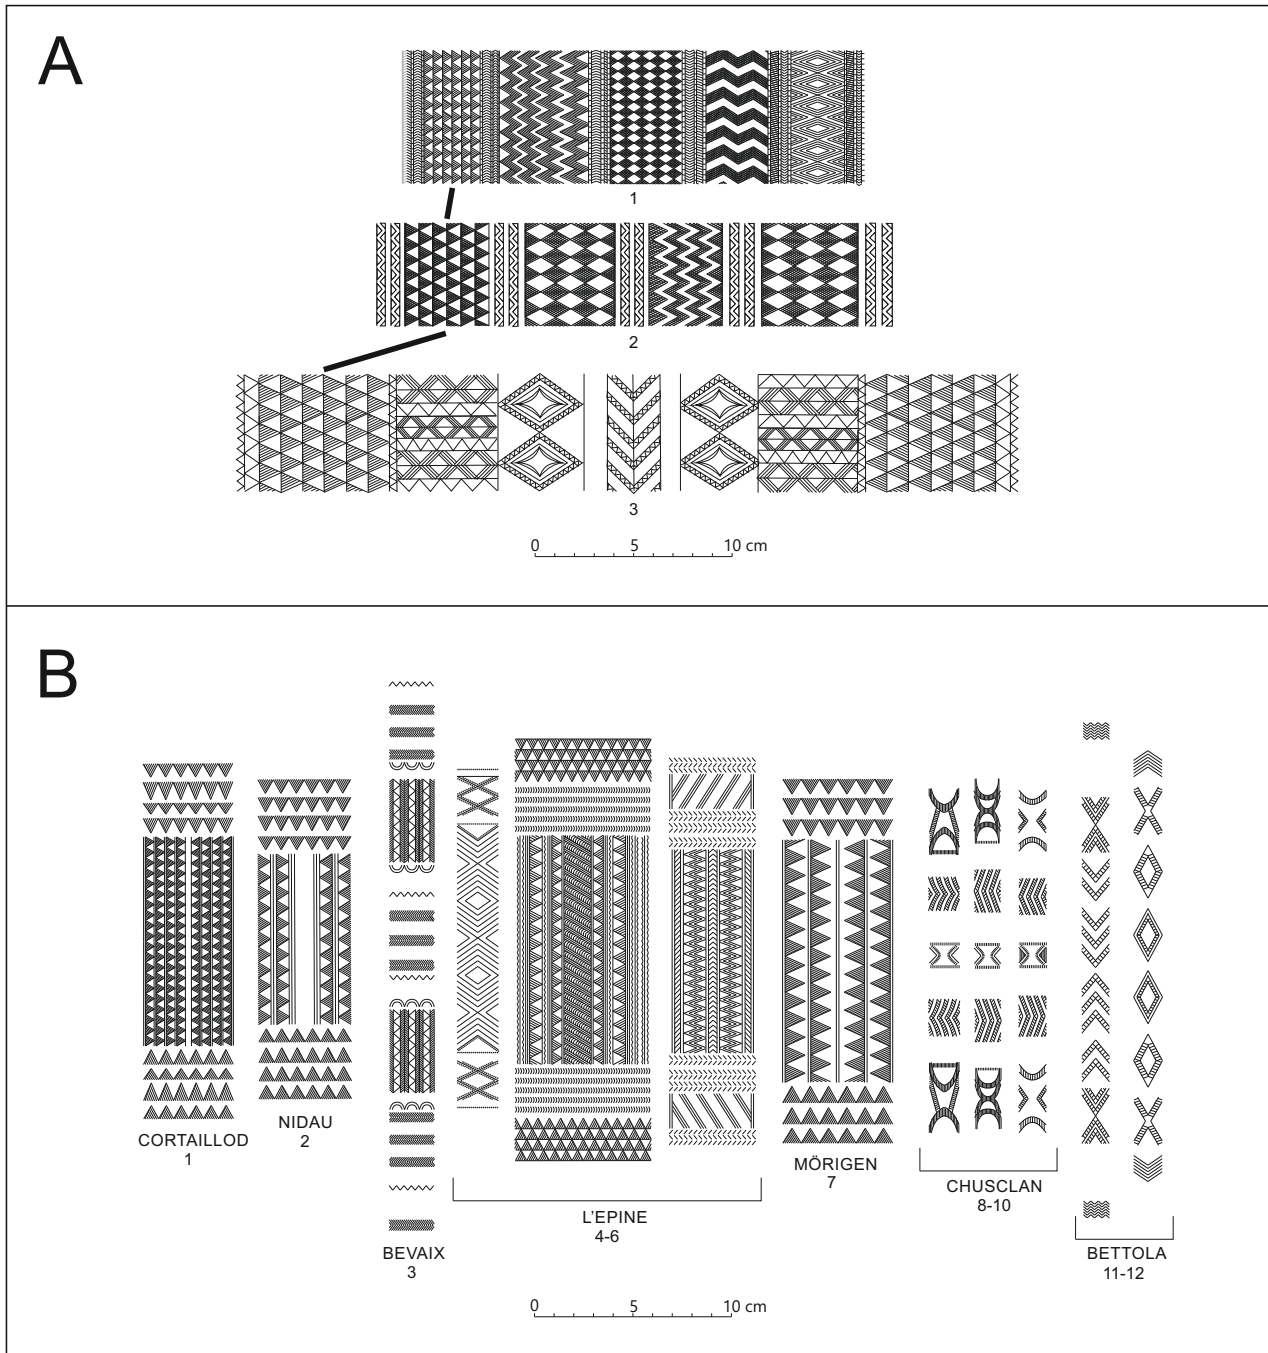 A
1
2
3
0 5 10 cm
B
CORTAILLOD
1
NIDAU
2
BEVAIX
3
L'EPINE
4-6
MÖRIGEN
7
CHUSCLAN
8-10
BETTOLA
11-12
0 5 10 cm